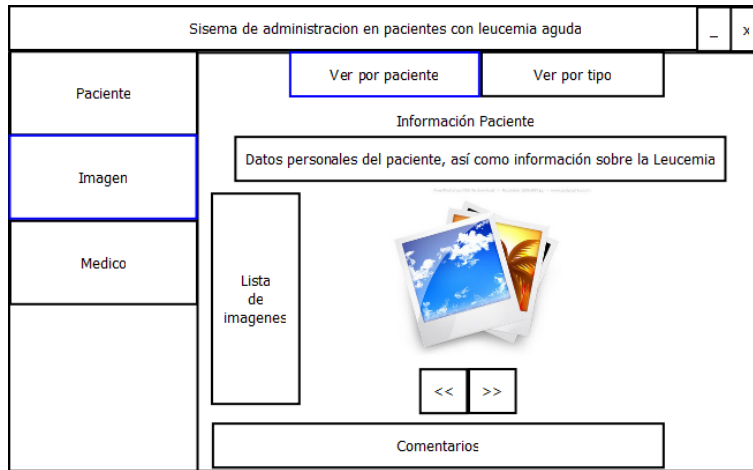 Sisema de administracion en pacientes con leucemia aguda
_
x
Paciente
Imagen
Medico
Ver por paciente
Ver por tipo
Información Paciente
Datos personales del paciente, así como información sobre la Leucemia
Lista
de
imagenes
<<
>>
Comentarios